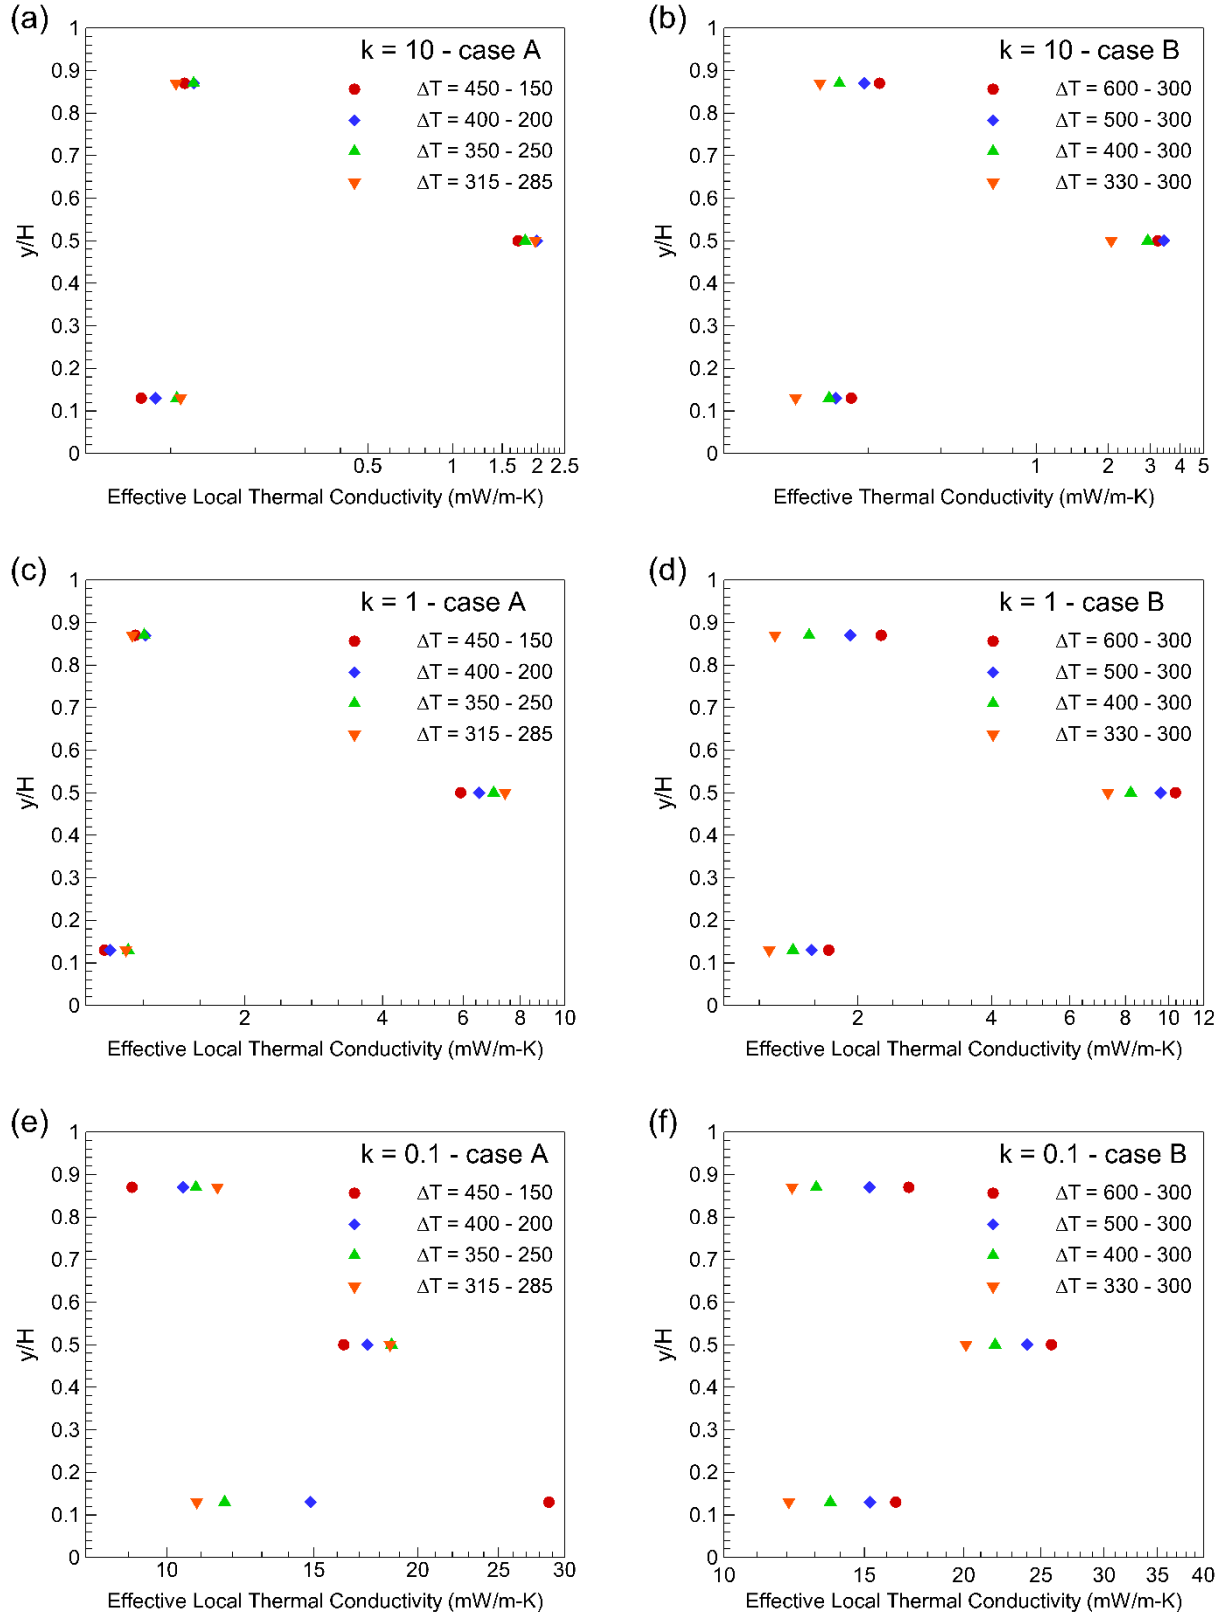 (a)
k = 10 - case A
ΔT = 450 - 150
ΔT = 400 - 200
ΔT = 350 - 250
ΔT = 315 - 285
1
0.9
0.8
0.7
0.6
0.5
0.4
0.3
0.2
0.1
0
y/H
0.5 1 1.5 2 2.5
Effective Local Thermal Conductivity (mW/m-K)
(b)
k = 10 - case B
ΔT = 600 - 300
ΔT = 500 - 300
ΔT = 400 - 300
ΔT = 330 - 300
1
0.9
0.8
0.7
0.6
0.5
0.4
0.3
0.2
0.1
0
y/H
1 2 3 4 5
Effective Thermal Conductivity (mW/m-K)
(c)
k = 1 - case A
ΔT = 450 - 150
ΔT = 400 - 200
ΔT = 350 - 250
ΔT = 315 - 285
1
0.9
0.8
0.7
0.6
0.5
0.4
0.3
0.2
0.1
0
y/H
2 4 6 8 10
Effective Local Thermal Conductivity (mW/m-K)
(d)
k = 1 - case B
ΔT = 600 - 300
ΔT = 500 - 300
ΔT = 400 - 300
ΔT = 330 - 300
1
0.9
0.8
0.7
0.6
0.5
0.4
0.3
0.2
0.1
0
y/H
2 4 6 8 10 12
Effective Local Thermal Conductivity (mW/m-K)
(e)
k = 0.1 - case A
ΔT = 450 - 150
ΔT = 400 - 200
ΔT = 350 - 250
ΔT = 315 - 285
1
0.9
0.8
0.7
0.6
0.5
0.4
0.3
0.2
0.1
0
y/H
10 15 20 25 30
Effective Local Thermal Conductivity (mW/m-K)
(f)
k = 0.1 - case B
ΔT = 600 - 300
ΔT = 500 - 300
ΔT = 400 - 300
ΔT = 330 - 300
1
0.9
0.8
0.7
0.6
0.5
0.4
0.3
0.2
0.1
0
y/H
10 15 20 25 30 35 40
Effective Local Thermal Conductivity (mW/m-K)